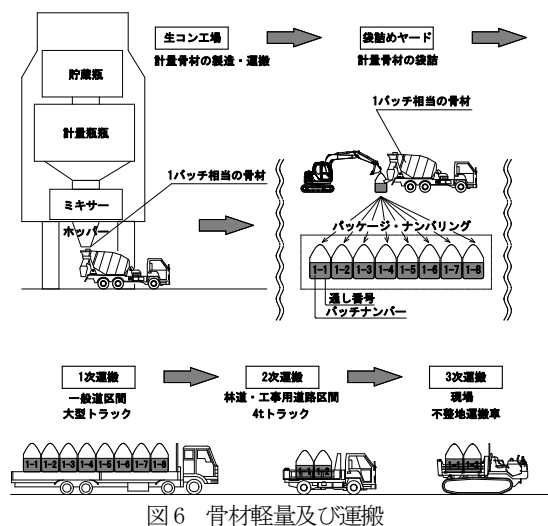 生コン工場
計量骨材の製造・運搬
袋詰めヤード
計量骨材の袋詰
貯蔵瓶
計量瓶瓶
ミキサー
ホッパー
1バッチ相当の骨材
1バッチ相当の骨材
パッケージ・ナンバリング
1-1 1-2 1-3 1-4 1-5 1-6 1-7 1-8
通し番号
バッチナンバー
1次運搬
一般道区間
大型トラック
2次運搬
林道・工事用道路区間
4tトラック
3次運搬
現場
不整地運搬車
1-1 1-2 1-3 1-4 1-5 1-6 1-7 1-8
1-1 1-2
1-1 1-2
図6 骨材軽量及び運搬